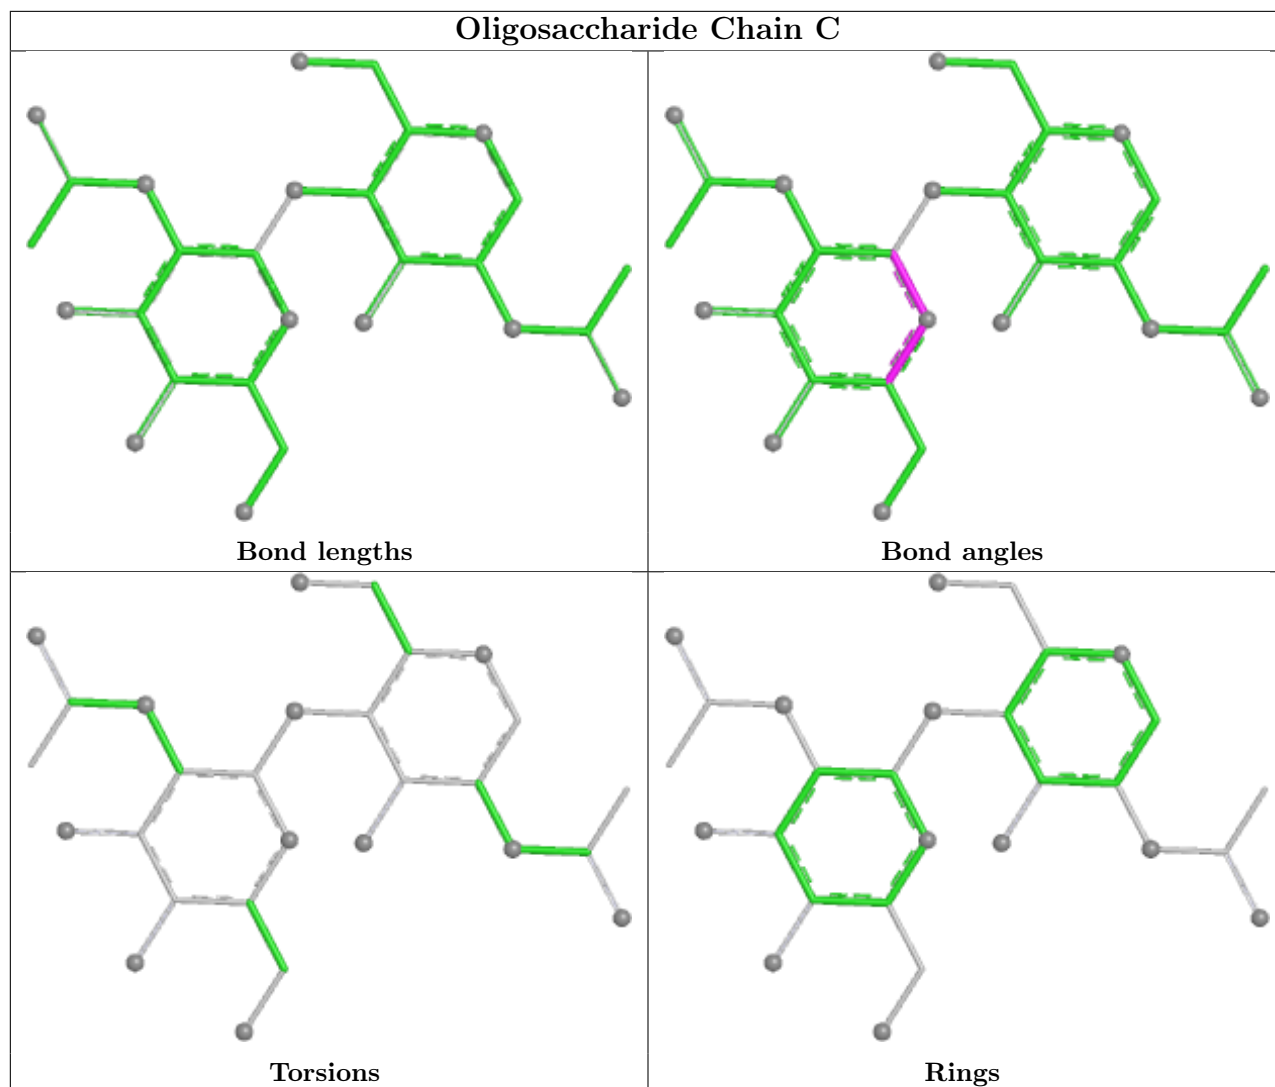 Oligosaccharide Chain C
Bond lengths
Bond angles
Torsions
Rings